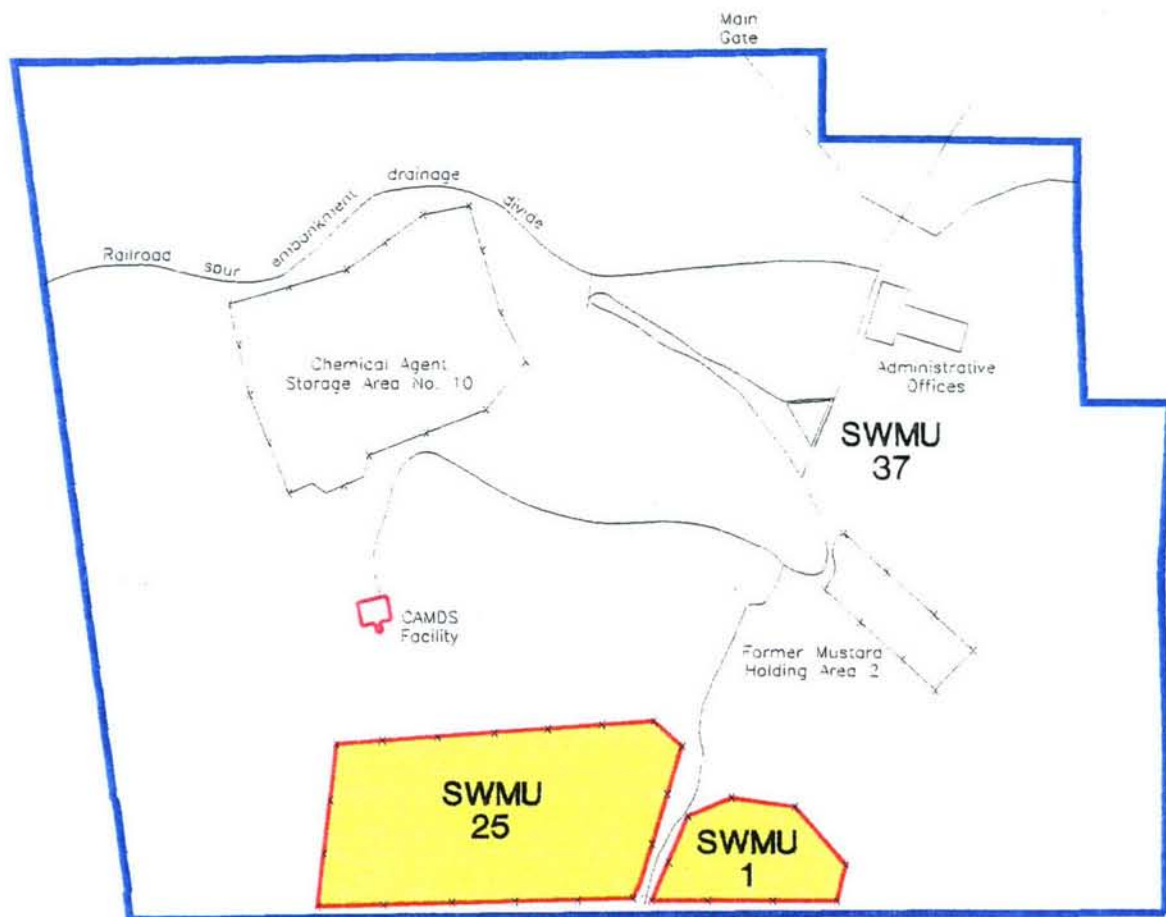 Main
Gate
Railroad spur embankment drainage divide
Chemical Agent
Storage Area No. 10
Administrative
Offices
SWMU
37
CAMDS
Facility
Former Mustard
Holding Area 2
SWMU
25
SWMU
1